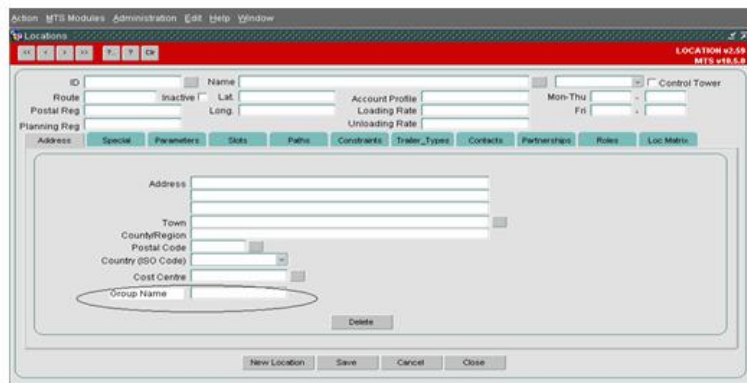 Action MTS Modules Administration Edit Help Window
Locations
<< < > >> ?.. ? Clr
LOCATION v2.59
MTS v18.5.0
ID Name Control Tower
Route Inactive Lat. Account Profile Mon-Thu -
Postal Reg Long. Loading Rate Fri -
Planning Reg Unloading Rate
Address Special Parameters Slots Paths Constraints Trailer_Types Contacts Partnerships Roles Loc Matrix
Address
Town
County/Region
Postal Code
Country (ISO Code)
Cost Centre
Group Name
Delete
New Location Save Cancel Close